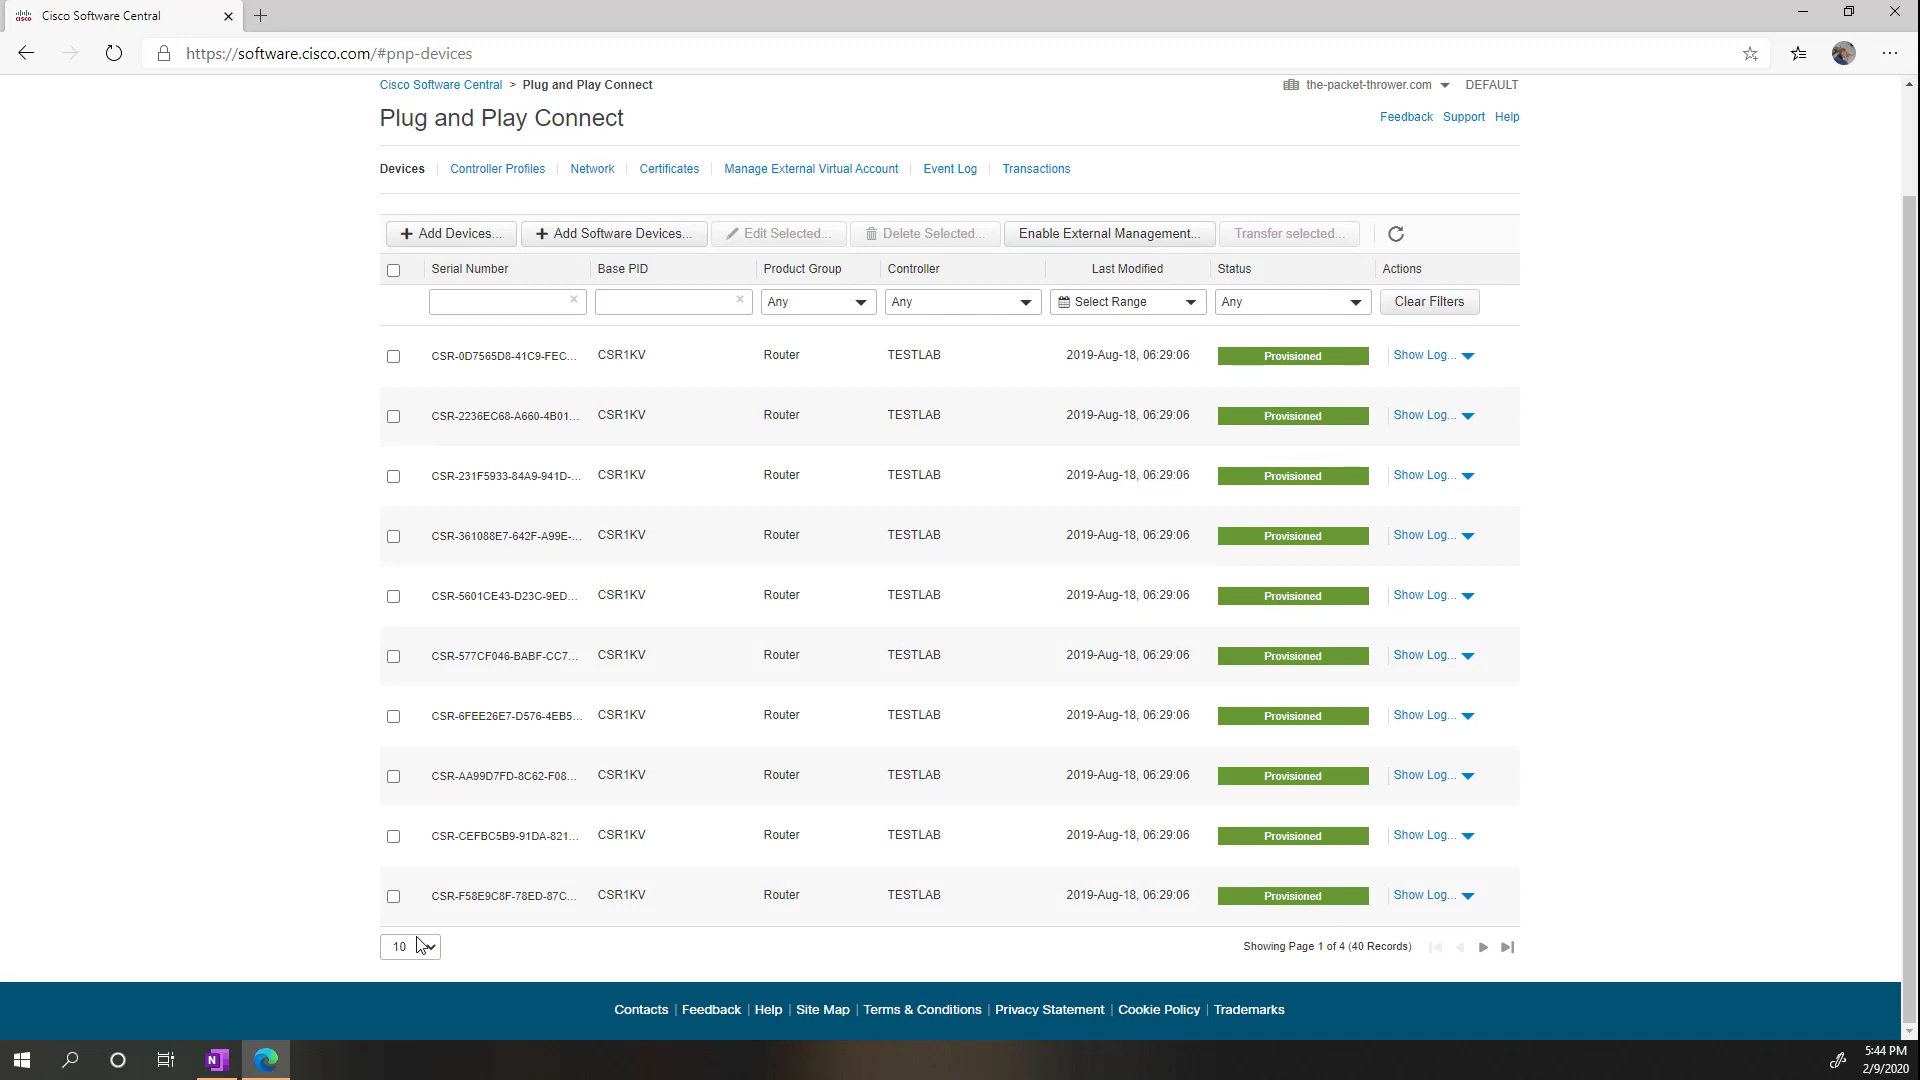 Cisco Software Central
https://software.cisco.com/#pnp-devices
Cisco Software Central > Plug and Play Connect
the-packet-thrower.com DEFAULT
Plug and Play Connect
Feedback Support Help
Devices | Controller Profiles | Network | Certificates | Manage External Virtual Account | Event Log | Transactions
+ Add Devices... + Add Software Devices... Edit Selected... Delete Selected... Enable External Management... Transfer selected...
Serial Number Base PID Product Group Controller Last Modified Status Actions
Any Any Select Range Any Clear Filters
CSR-0D7565D8-41C9-FEC... CSR1KV Router TESTLAB 2019-Aug-18, 06:29:06 Provisioned Show Log...
CSR-2236EC68-A660-4B01... CSR1KV Router TESTLAB 2019-Aug-18, 06:29:06 Provisioned Show Log...
CSR-231F5933-84A9-941D-... CSR1KV Router TESTLAB 2019-Aug-18, 06:29:06 Provisioned Show Log...
CSR-361088E7-642F-A99E-... CSR1KV Router TESTLAB 2019-Aug-18, 06:29:06 Provisioned Show Log...
CSR-5601CE43-D23C-9ED... CSR1KV Router TESTLAB 2019-Aug-18, 06:29:06 Provisioned Show Log...
CSR-577CF046-BABF-CC7... CSR1KV Router TESTLAB 2019-Aug-18, 06:29:06 Provisioned Show Log...
CSR-6FEE26E7-D576-4EB5... CSR1KV Router TESTLAB 2019-Aug-18, 06:29:06 Provisioned Show Log...
CSR-AA99D7FD-8C62-F08... CSR1KV Router TESTLAB 2019-Aug-18, 06:29:06 Provisioned Show Log...
CSR-CEFBC5B9-91DA-821... CSR1KV Router TESTLAB 2019-Aug-18, 06:29:06 Provisioned Show Log...
CSR-F58E9C8F-78ED-87C... CSR1KV Router TESTLAB 2019-Aug-18, 06:29:06 Provisioned Show Log...
10 Showing Page 1 of 4 (40 Records)
Contacts | Feedback | Help | Site Map | Terms & Conditions | Privacy Statement | Cookie Policy | Trademarks
N
5:44 PM
2/9/2020